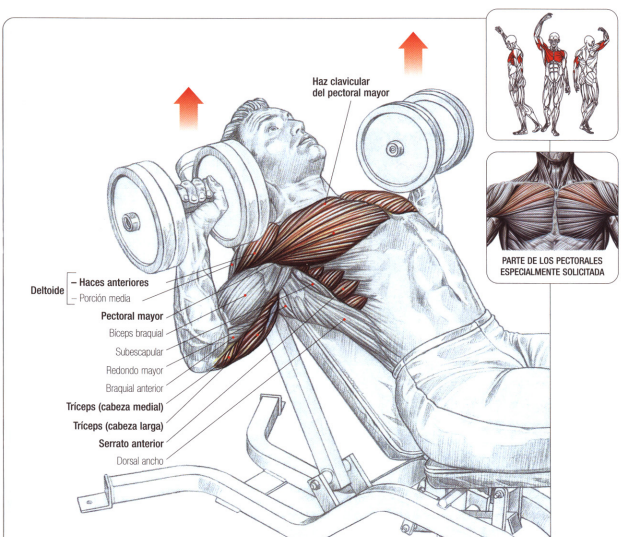 Haz clavicular
del pectoral mayor
PARTE DE LOS PECTORALES
ESPECIALMENTE SOLICITADA
Deltoide
– Haces anteriores
– Porción media
Pectoral mayor
Bíceps braquial
Subescapular
Redondo mayor
Braquial anterior
Tríceps (cabeza medial)
Tríceps (cabeza larga)
Serrato anterior
Dorsal ancho